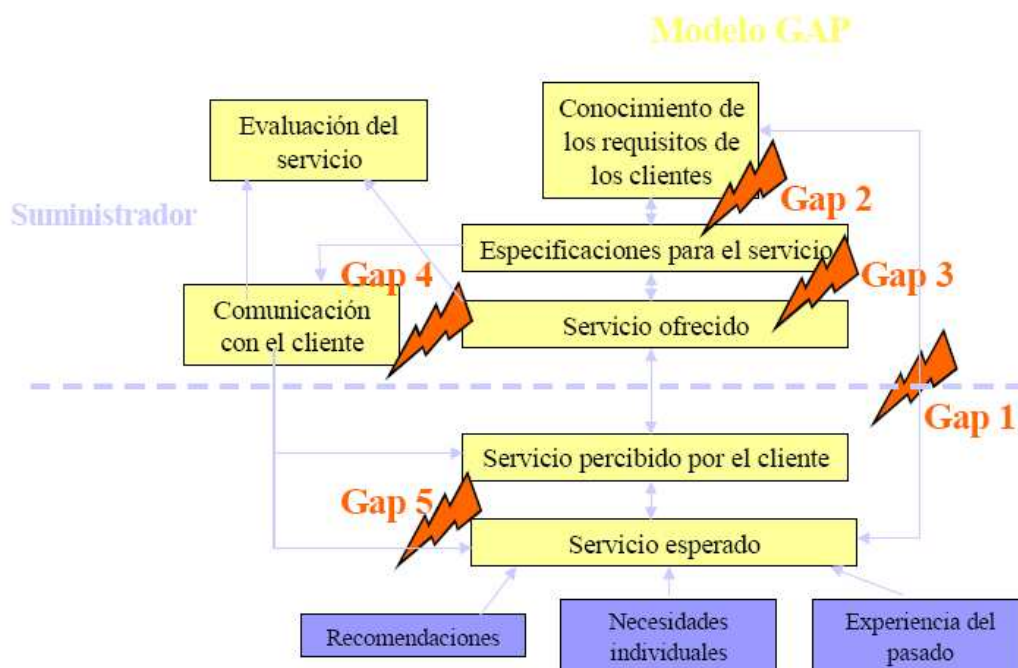 Modelo GAP
Evaluación del
servicio
Conocimiento de
los requisitos de
los clientes
Gap 2
Suministrador
Especificaciones para el servicio
Gap 4
Gap 3
Comunicación
con el cliente
Servicio ofrecido
Gap 1
Servicio percibido por el cliente
Gap 5
Servicio esperado
Recomendaciones
Necesidades
individuales
Experiencia del
pasado